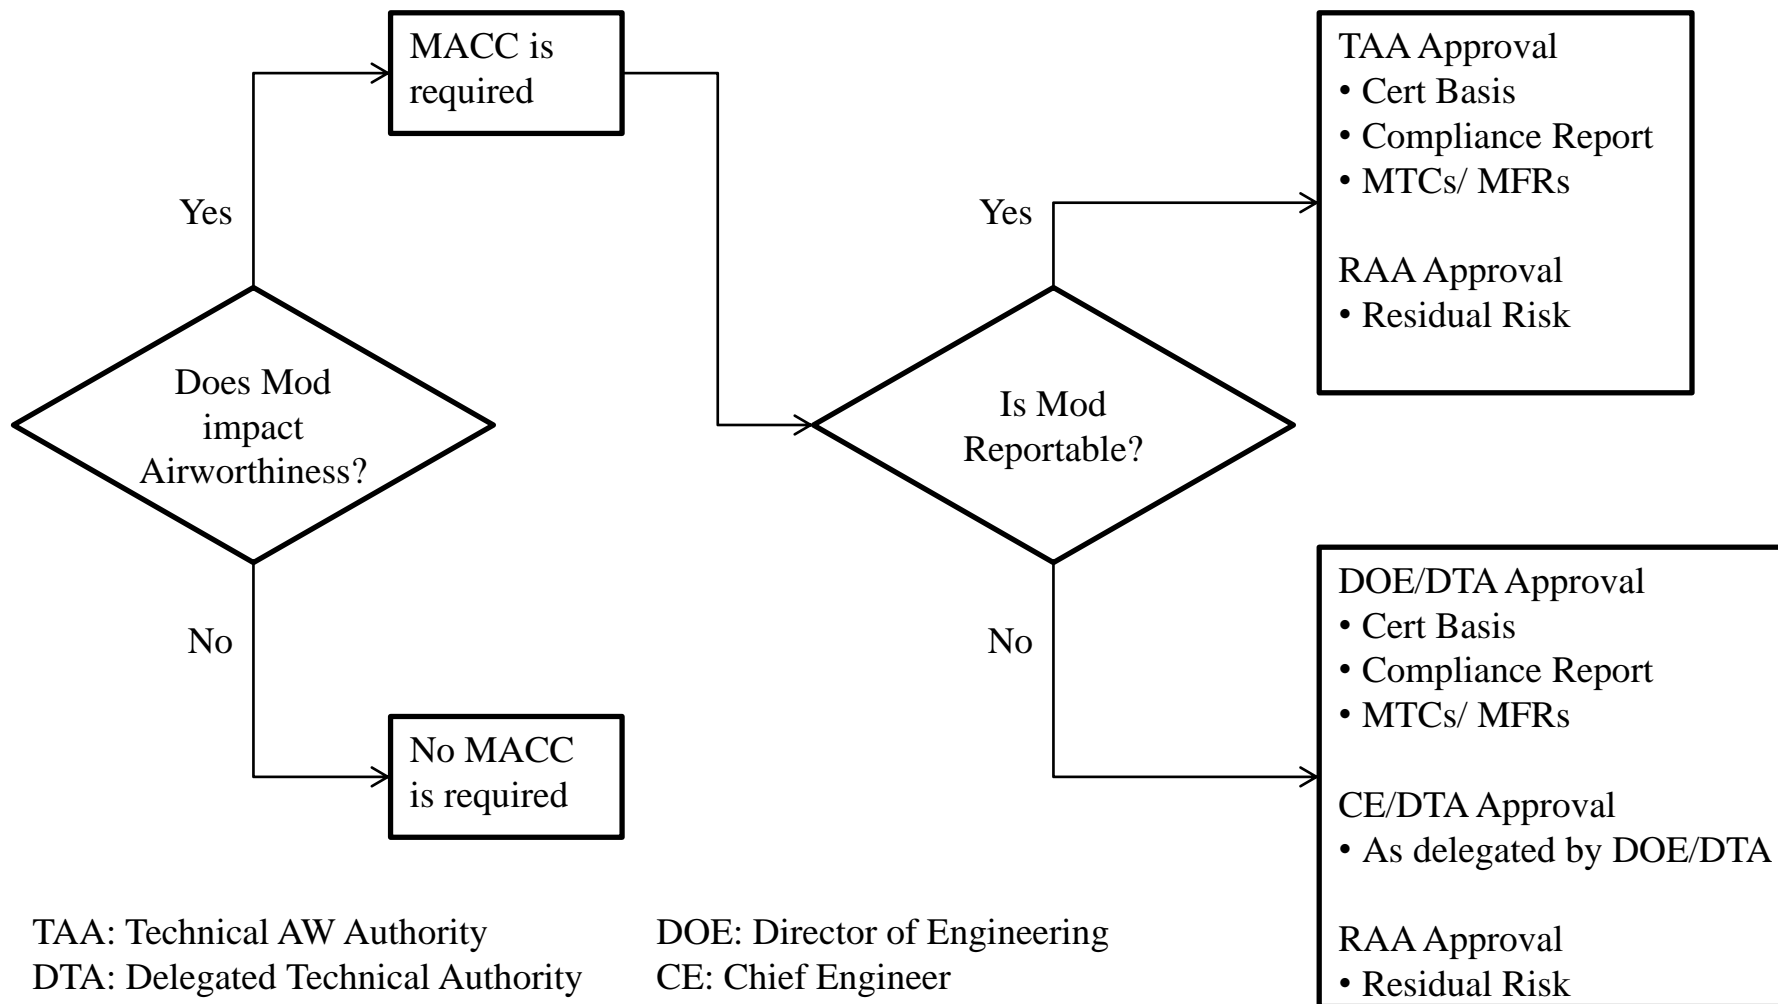 MACC is
required
Yes
Does Mod
impact
Airworthiness?
No
No MACC
is required
Yes
Is Mod
Reportable?
No
TAA Approval
• Cert Basis
• Compliance Report
• MTCs/ MFRs
RAA Approval
• Residual Risk
DOE/DTA Approval
• Cert Basis
• Compliance Report
• MTCs/ MFRs
CE/DTA Approval
• As delegated by DOE/DTA
RAA Approval
• Residual Risk
TAA: Technical AW Authority
DTA: Delegated Technical Authority
DOE: Director of Engineering
CE: Chief Engineer